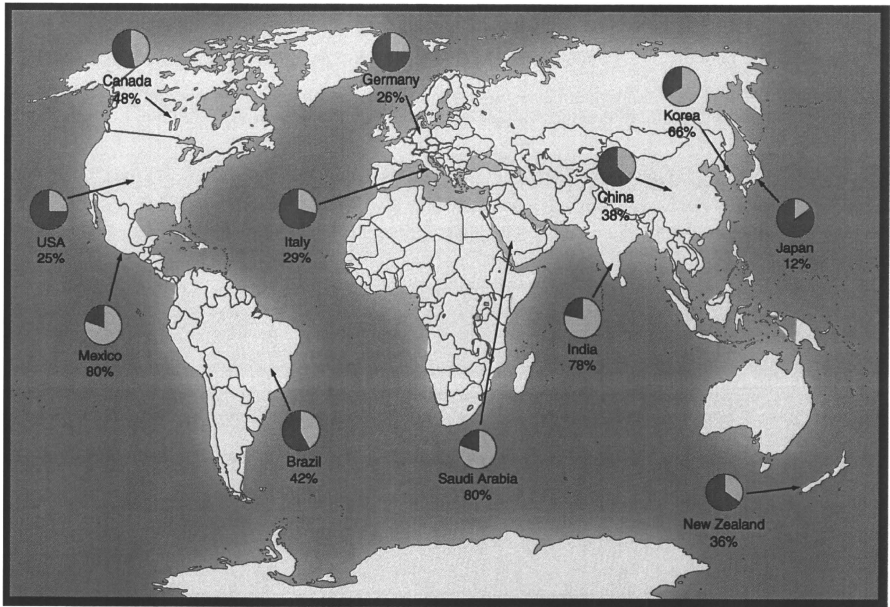 Canada
48%
Germany
26%
Korea
66%
China
38%
USA
25%
Italy
29%
Japan
12%
Mexico
80%
India
78%
Brazil
42%
Saudi Arabia
80%
New Zealand
36%